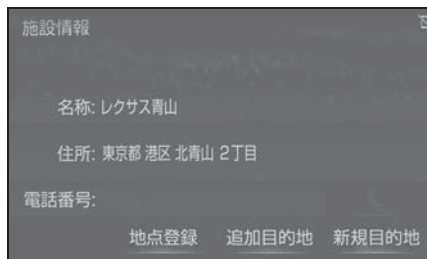 施設情報
名称: レクサス青山
住所: 東京都 港区 北青山 2丁目
電話番号:
地点登録 追加目的地 新規目的地